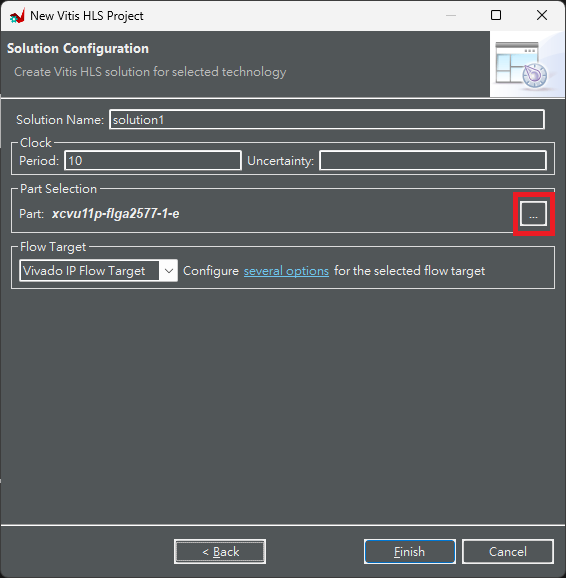 New Vitis HLS Project
Solution Configuration
Create Vitis HLS solution for selected technology
Solution Name: solution1
Clock
Period: 10 Uncertainty:
Part Selection
Part: xcvu11p-flga2577-1-e ...
Flow Target
Vivado IP Flow Target Configure several options for the selected flow target
< Back Finish Cancel